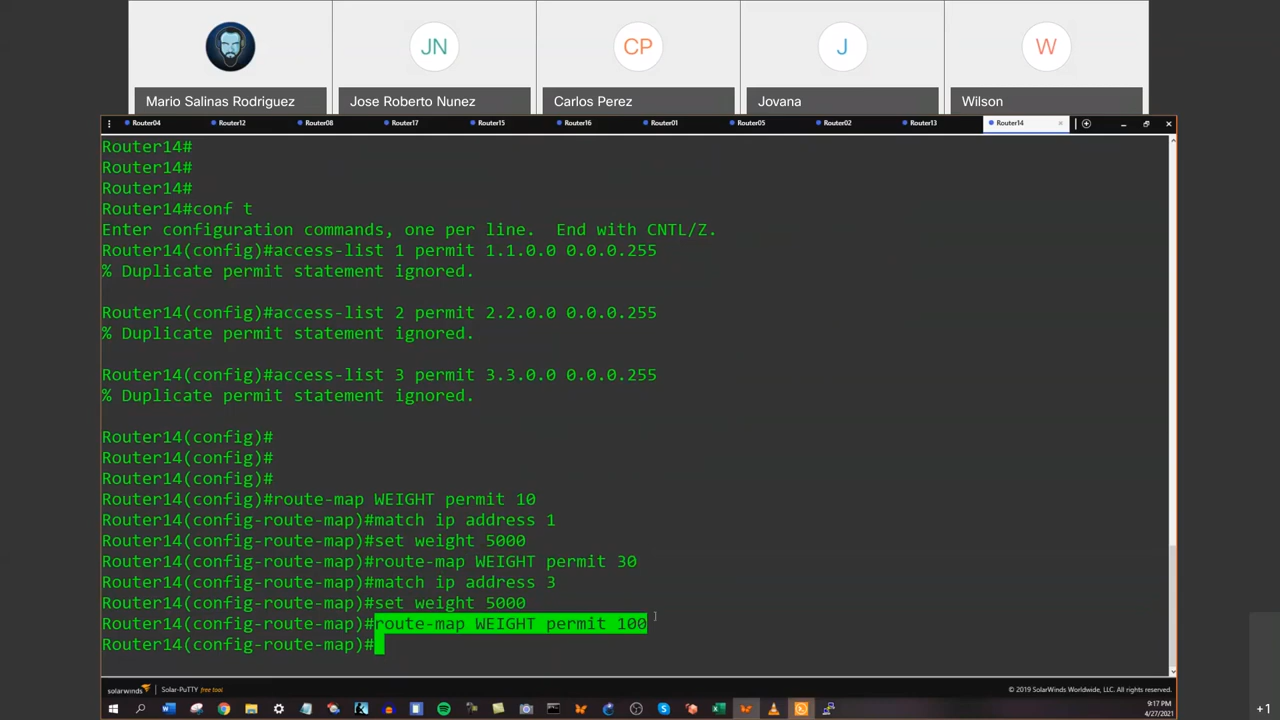 JN
CP
J
W
Mario Salinas Rodriguez
Jose Roberto Nunez
Carlos Perez
Jovana
Wilson
Router04
Router12
Router08
Router17
Router15
Router16
Router01
Router05
Router02
Router13
Router14
Router14#
Router14#
Router14#
Router14#conf t
Enter configuration commands, one per line.  End with CNTL/Z.
Router14(config)#access-list 1 permit 1.1.0.0 0.0.0.255
% Duplicate permit statement ignored.
Router14(config)#access-list 2 permit 2.2.0.0 0.0.0.255
% Duplicate permit statement ignored.
Router14(config)#access-list 3 permit 3.3.0.0 0.0.0.255
% Duplicate permit statement ignored.
Router14(config)#
Router14(config)#
Router14(config)#
Router14(config)#route-map WEIGHT permit 10
Router14(config-route-map)#match ip address 1
Router14(config-route-map)#set weight 5000
Router14(config-route-map)#route-map WEIGHT permit 30
Router14(config-route-map)#match ip address 3
Router14(config-route-map)#set weight 5000
Router14(config-route-map)#route-map WEIGHT permit 100
Router14(config-route-map)#
solarwinds
Solar-PuTTY free tool
© 2019 SolarWinds Worldwide, LLC. All rights reserved.
9:17 PM
4/27/2021
+1